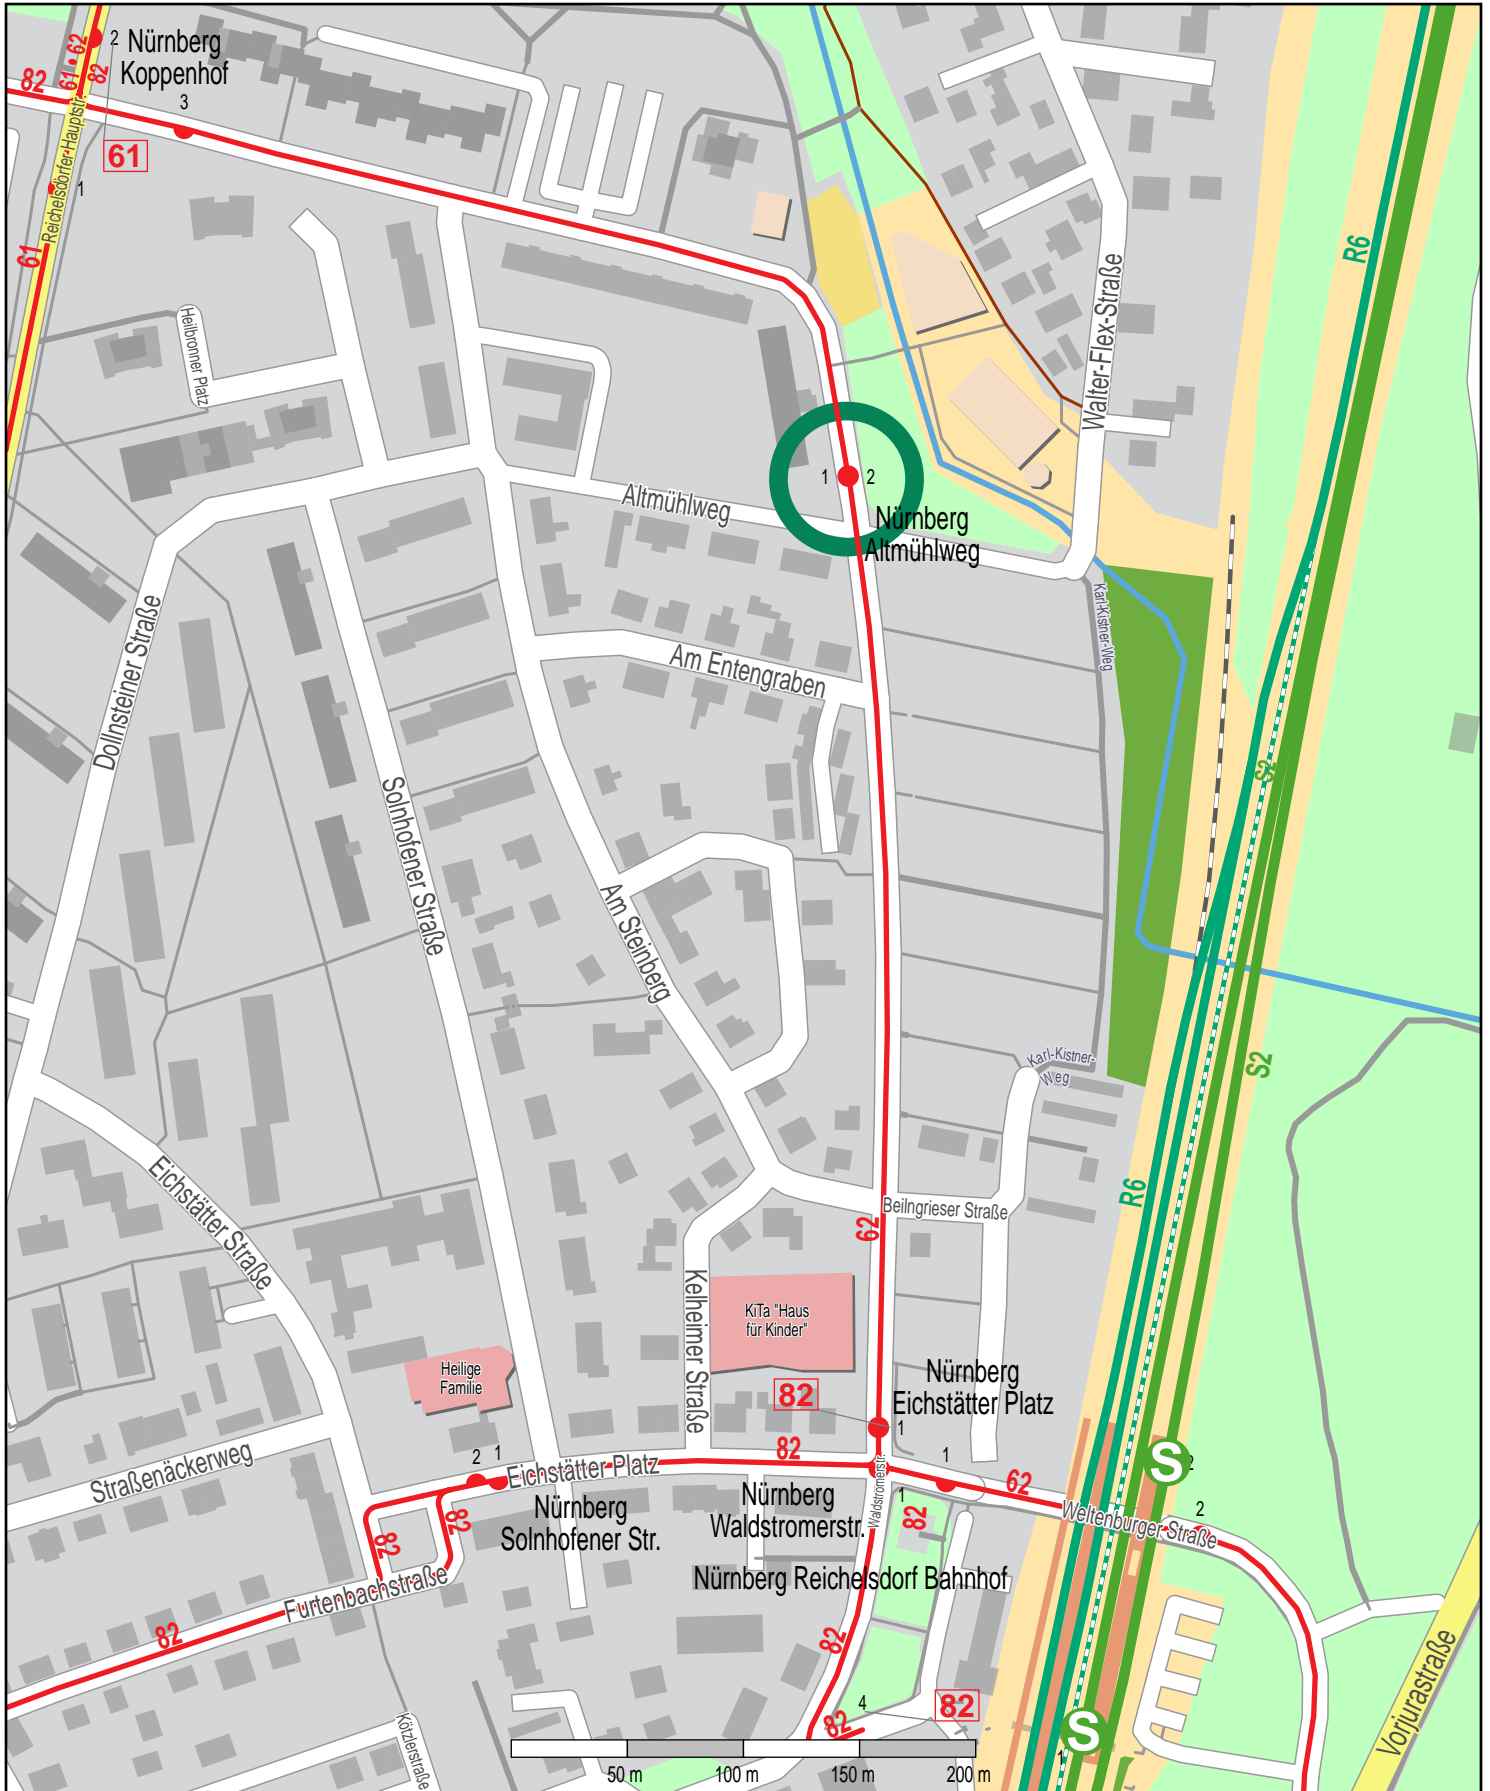 61 • 62
82
82
2
Nürnberg
Koppenhof
3
61
1
Reichelsdorfer Hauptstr.
61
Heilbronner Platz
R6
Walter-Flex-Straße
1
2
Nürnberg
Altmühlweg
Altmühlweg
Karl-Kistner-Weg
Dollnsteiner Straße
Am Entengraben
S2
Solnhofener Straße
Am Steinberg
Karl-Kistner-
Weg
S2
Eichstätter Straße
R6
Beilngrieser Straße
62
Kelheimer Straße
KiTa "Haus
für Kinder"
Heilige
Familie
Nürnberg
Eichstätter Platz
82
1
Straßenäckerweg
2
1
Eichstätter Platz
82
1
62
S
2
Nürnberg
Solnhofener Str.
Nürnberg
Waldstromerstr.
Waldstromerstr.
1
82
Weltenburger Straße
2
82
82
Nürnberg Reichelsdorf Bahnhof
Furtenbachstraße
82
82
4
82
82
S
1
Kötzlerstraße
Vorjurastraße
50 m
100 m
150 m
200 m